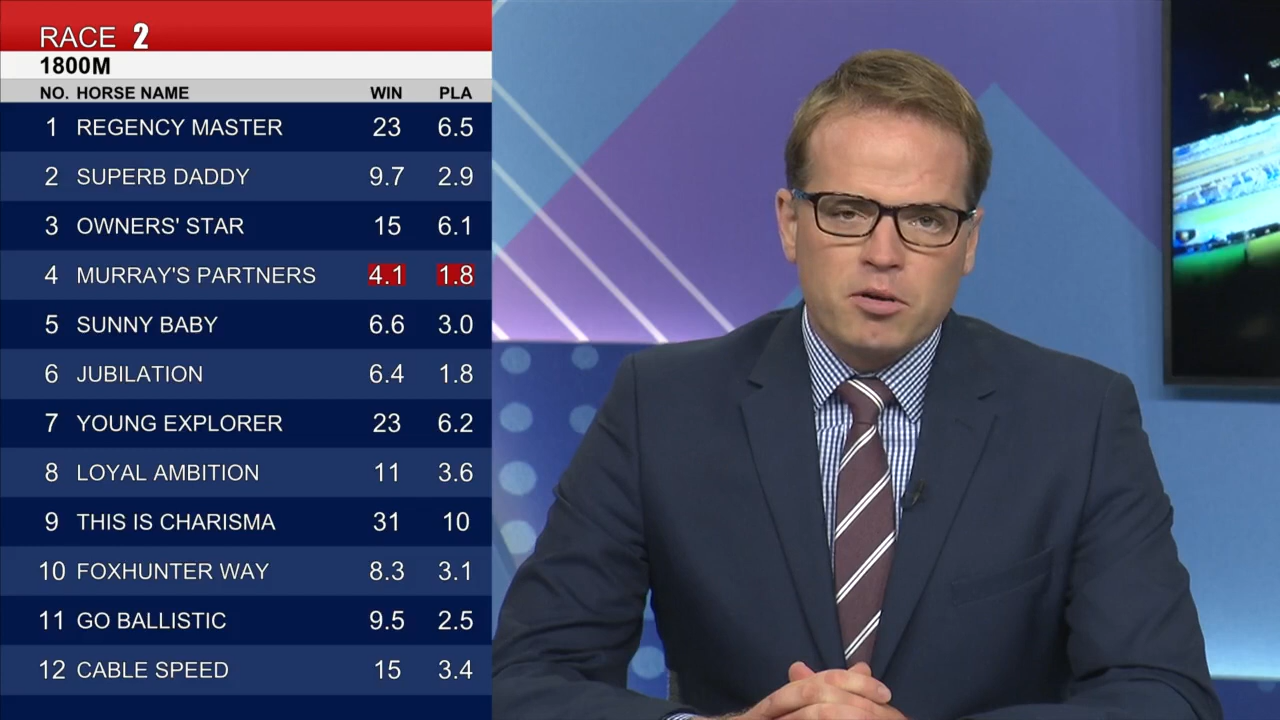 RACE 2
1800M
NO. HORSE NAME WIN PLA
1 REGENCY MASTER 23 6.5
2 SUPERB DADDY 9.7 2.9
3 OWNERS' STAR 15 6.1
4 MURRAY'S PARTNERS 4.1 1.8
5 SUNNY BABY 6.6 3.0
6 JUBILATION 6.4 1.8
7 YOUNG EXPLORER 23 6.2
8 LOYAL AMBITION 11 3.6
9 THIS IS CHARISMA 31 10
10 FOXHUNTER WAY 8.3 3.1
11 GO BALLISTIC 9.5 2.5
12 CABLE SPEED 15 3.4